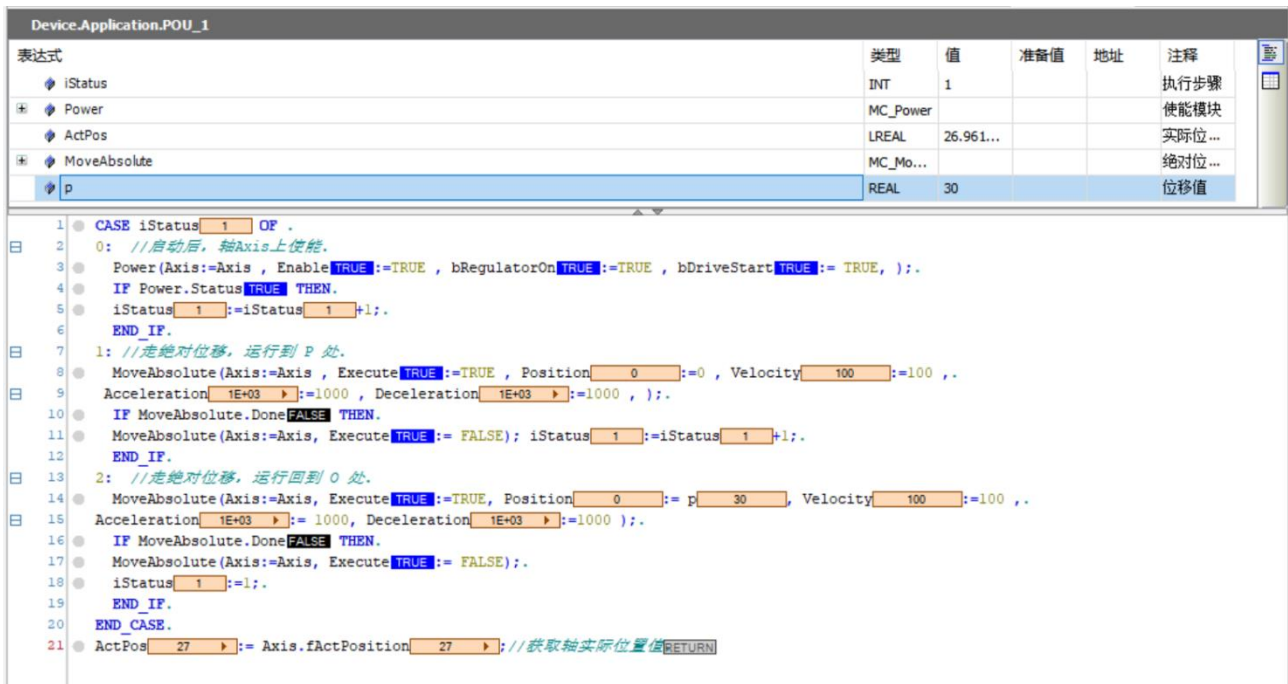 Device.Application.POU_1
表达式 类型 值 准备值 地址 注释
iStatus INT 1 执行步骤
Power MC_Power 使能模块
ActPos LREAL 26.961... 实际位...
MoveAbsolute MC_Mo... 绝对位...
p REAL 30 位移值
1 CASE iStatus 1 OF .
2 0: //启动后，轴Axis上使能.
3 Power(Axis:=Axis , Enable TRUE :=TRUE , bRegulatorOn TRUE :=TRUE , bDriveStart TRUE := TRUE, );.
4 IF Power.Status TRUE THEN.
5 iStatus 1 :=iStatus 1 +1;.
6 END_IF.
7 1: //走绝对位移，运行到 P 处.
8 MoveAbsolute(Axis:=Axis , Execute TRUE :=TRUE , Position 0 :=0 , Velocity 100 :=100 ,.
9 Acceleration 1E+03 :=1000 , Deceleration 1E+03 :=1000 , );.
10 IF MoveAbsolute.Done FALSE THEN.
11 MoveAbsolute(Axis:=Axis, Execute TRUE := FALSE); iStatus 1 :=iStatus 1 +1;.
12 END_IF.
13 2: //走绝对位移，运行回到 O 处.
14 MoveAbsolute(Axis:=Axis, Execute TRUE :=TRUE, Position 0 := p 30 , Velocity 100 :=100 ,.
15 Acceleration 1E+03 := 1000, Deceleration 1E+03 :=1000 );.
16 IF MoveAbsolute.Done FALSE THEN.
17 MoveAbsolute(Axis:=Axis, Execute TRUE := FALSE);.
18 iStatus 1 :=1;.
19 END_IF.
20 END_CASE.
21 ActPos 27 := Axis.fActPosition 27 ;//获取轴实际位置值 RETURN